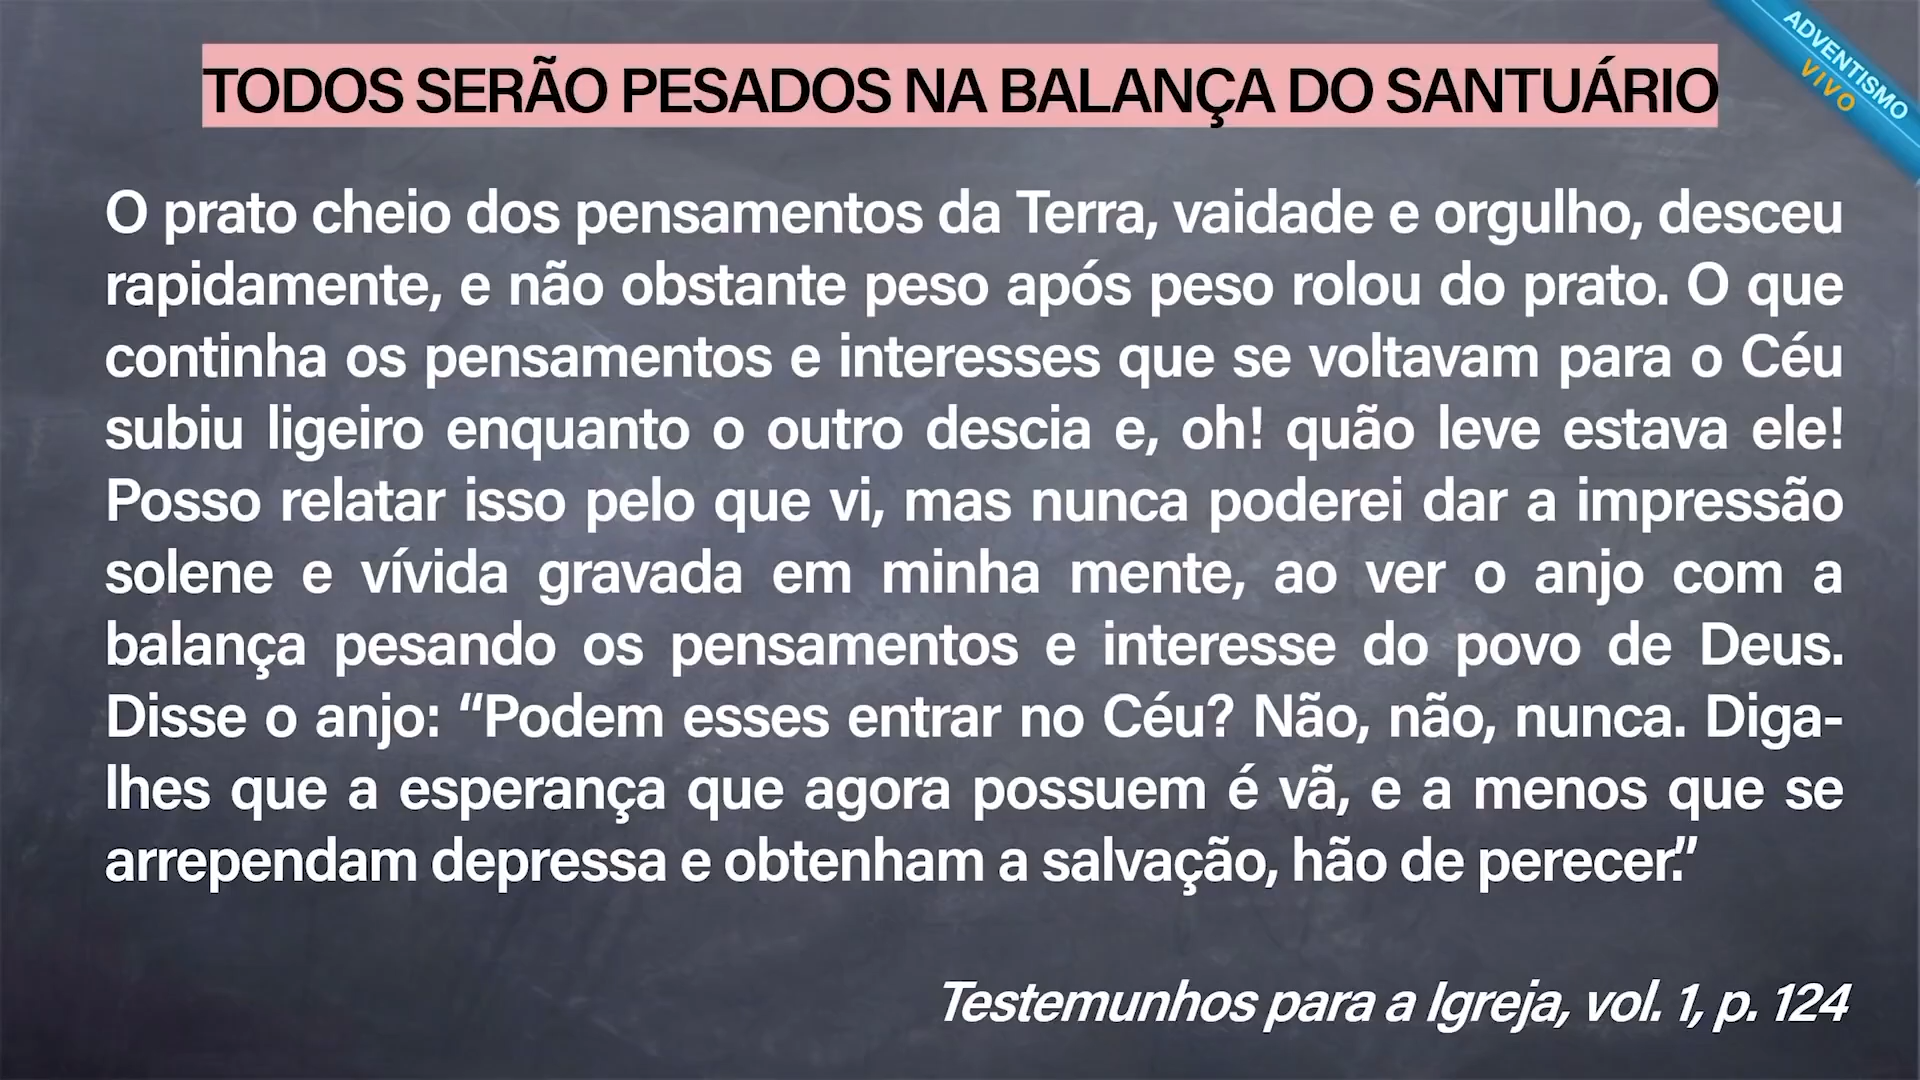 TODOS SERÃO PESADOS NA BALANÇA DO SANTUÁRIO
ADVENTISMO
VIVO
O prato cheio dos pensamentos da Terra, vaidade e orgulho, desceu
rapidamente, e não obstante peso após peso rolou do prato. O que
continha os pensamentos e interesses que se voltavam para o Céu
subiu ligeiro enquanto o outro descia e, oh! quão leve estava ele!
Posso relatar isso pelo que vi, mas nunca poderei dar a impressão
solene e vívida gravada em minha mente, ao ver o anjo com a
balança pesando os pensamentos e interesse do povo de Deus.
Disse o anjo: “Podem esses entrar no Céu? Não, não, nunca. Diga-
lhes que a esperança que agora possuem é vã, e a menos que se
arrependam depressa e obtenham a salvação, hão de perecer.”
Testemunhos para a Igreja, vol. 1, p. 124